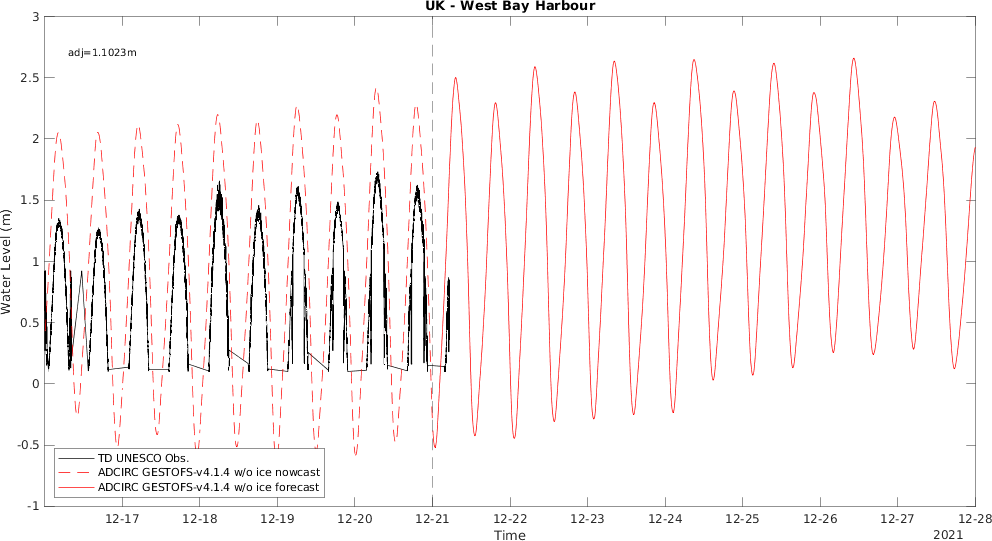 UK - West Bay Harbour
adj=1.1023m
3
2.5
2
1.5
1
0.5
0
-0.5
-1
Water Level (m)
TD UNESCO Obs.
ADCIRC GESTOFS-v4.1.4 w/o ice nowcast
ADCIRC GESTOFS-v4.1.4 w/o ice forecast
12-17 12-18 12-19 12-20 12-21 12-22 12-23 12-24 12-25 12-26 12-27 12-28
Time
2021